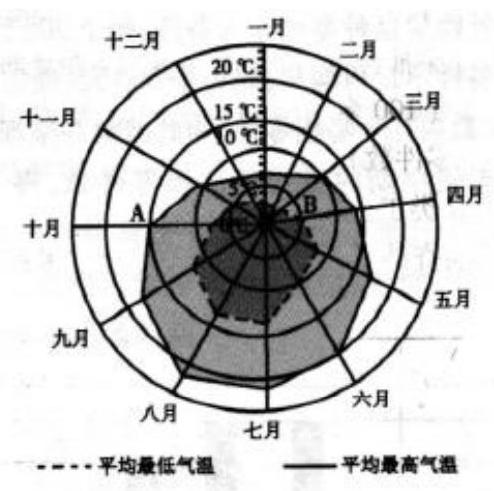 一月
十二月
二月
20 ℃
十一月
15 ℃
三月
10 ℃
5℃
四月
十月
A
B
0℃
五月
九月
六月
八月
七月
平均最低气温
平均最高气温